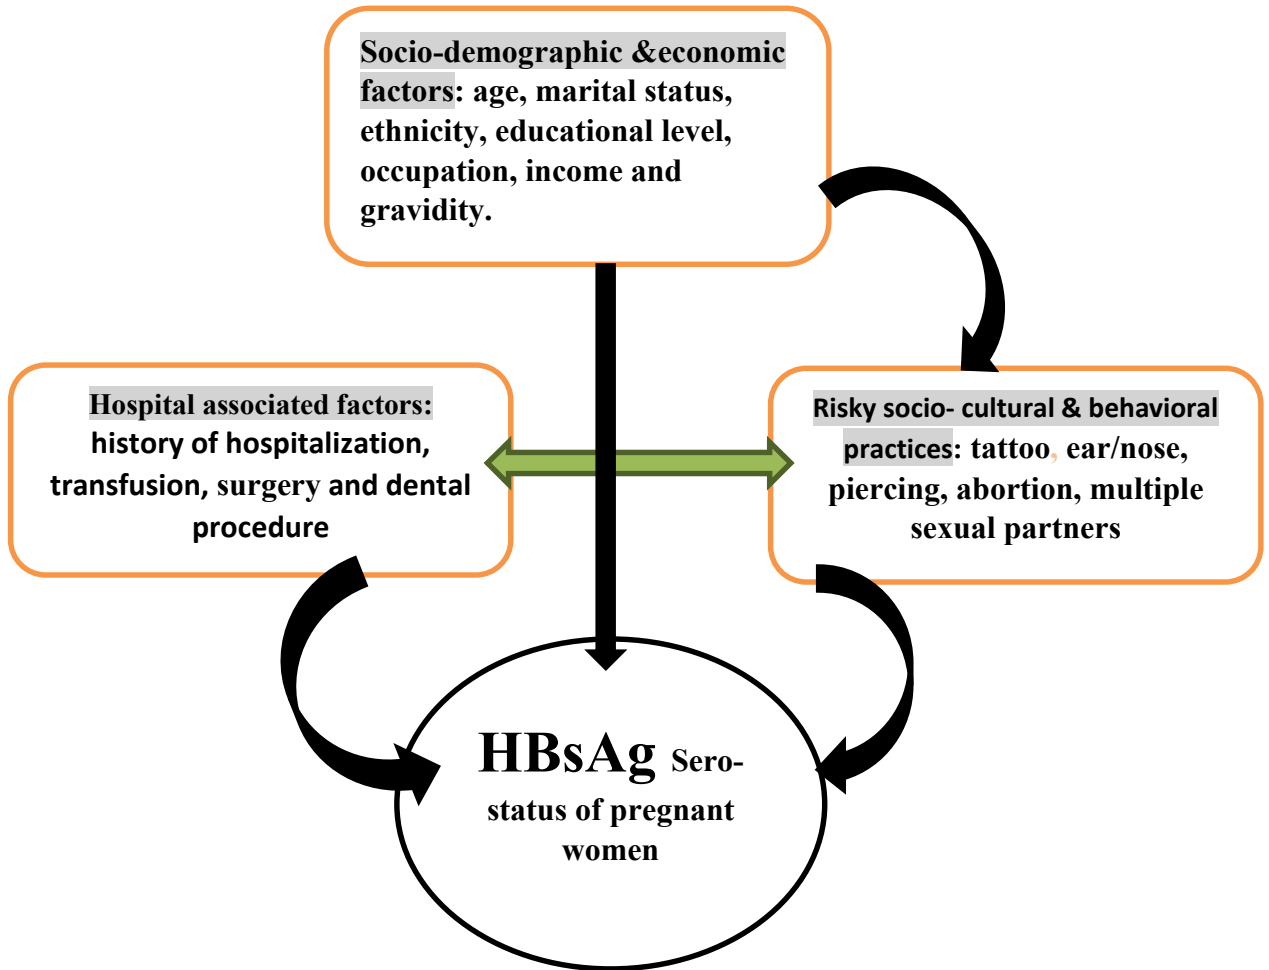 Socio-demographic &economic
factors: age, marital status,
ethnicity, educational level,
occupation, income and
gravidity.
Hospital associated factors:
history of hospitalization,
transfusion, surgery and dental
procedure
Risky socio- cultural & behavioral
practices: tattoo, ear/nose,
piercing, abortion, multiple
sexual partners
HBsAg Sero-
status of pregnant
women